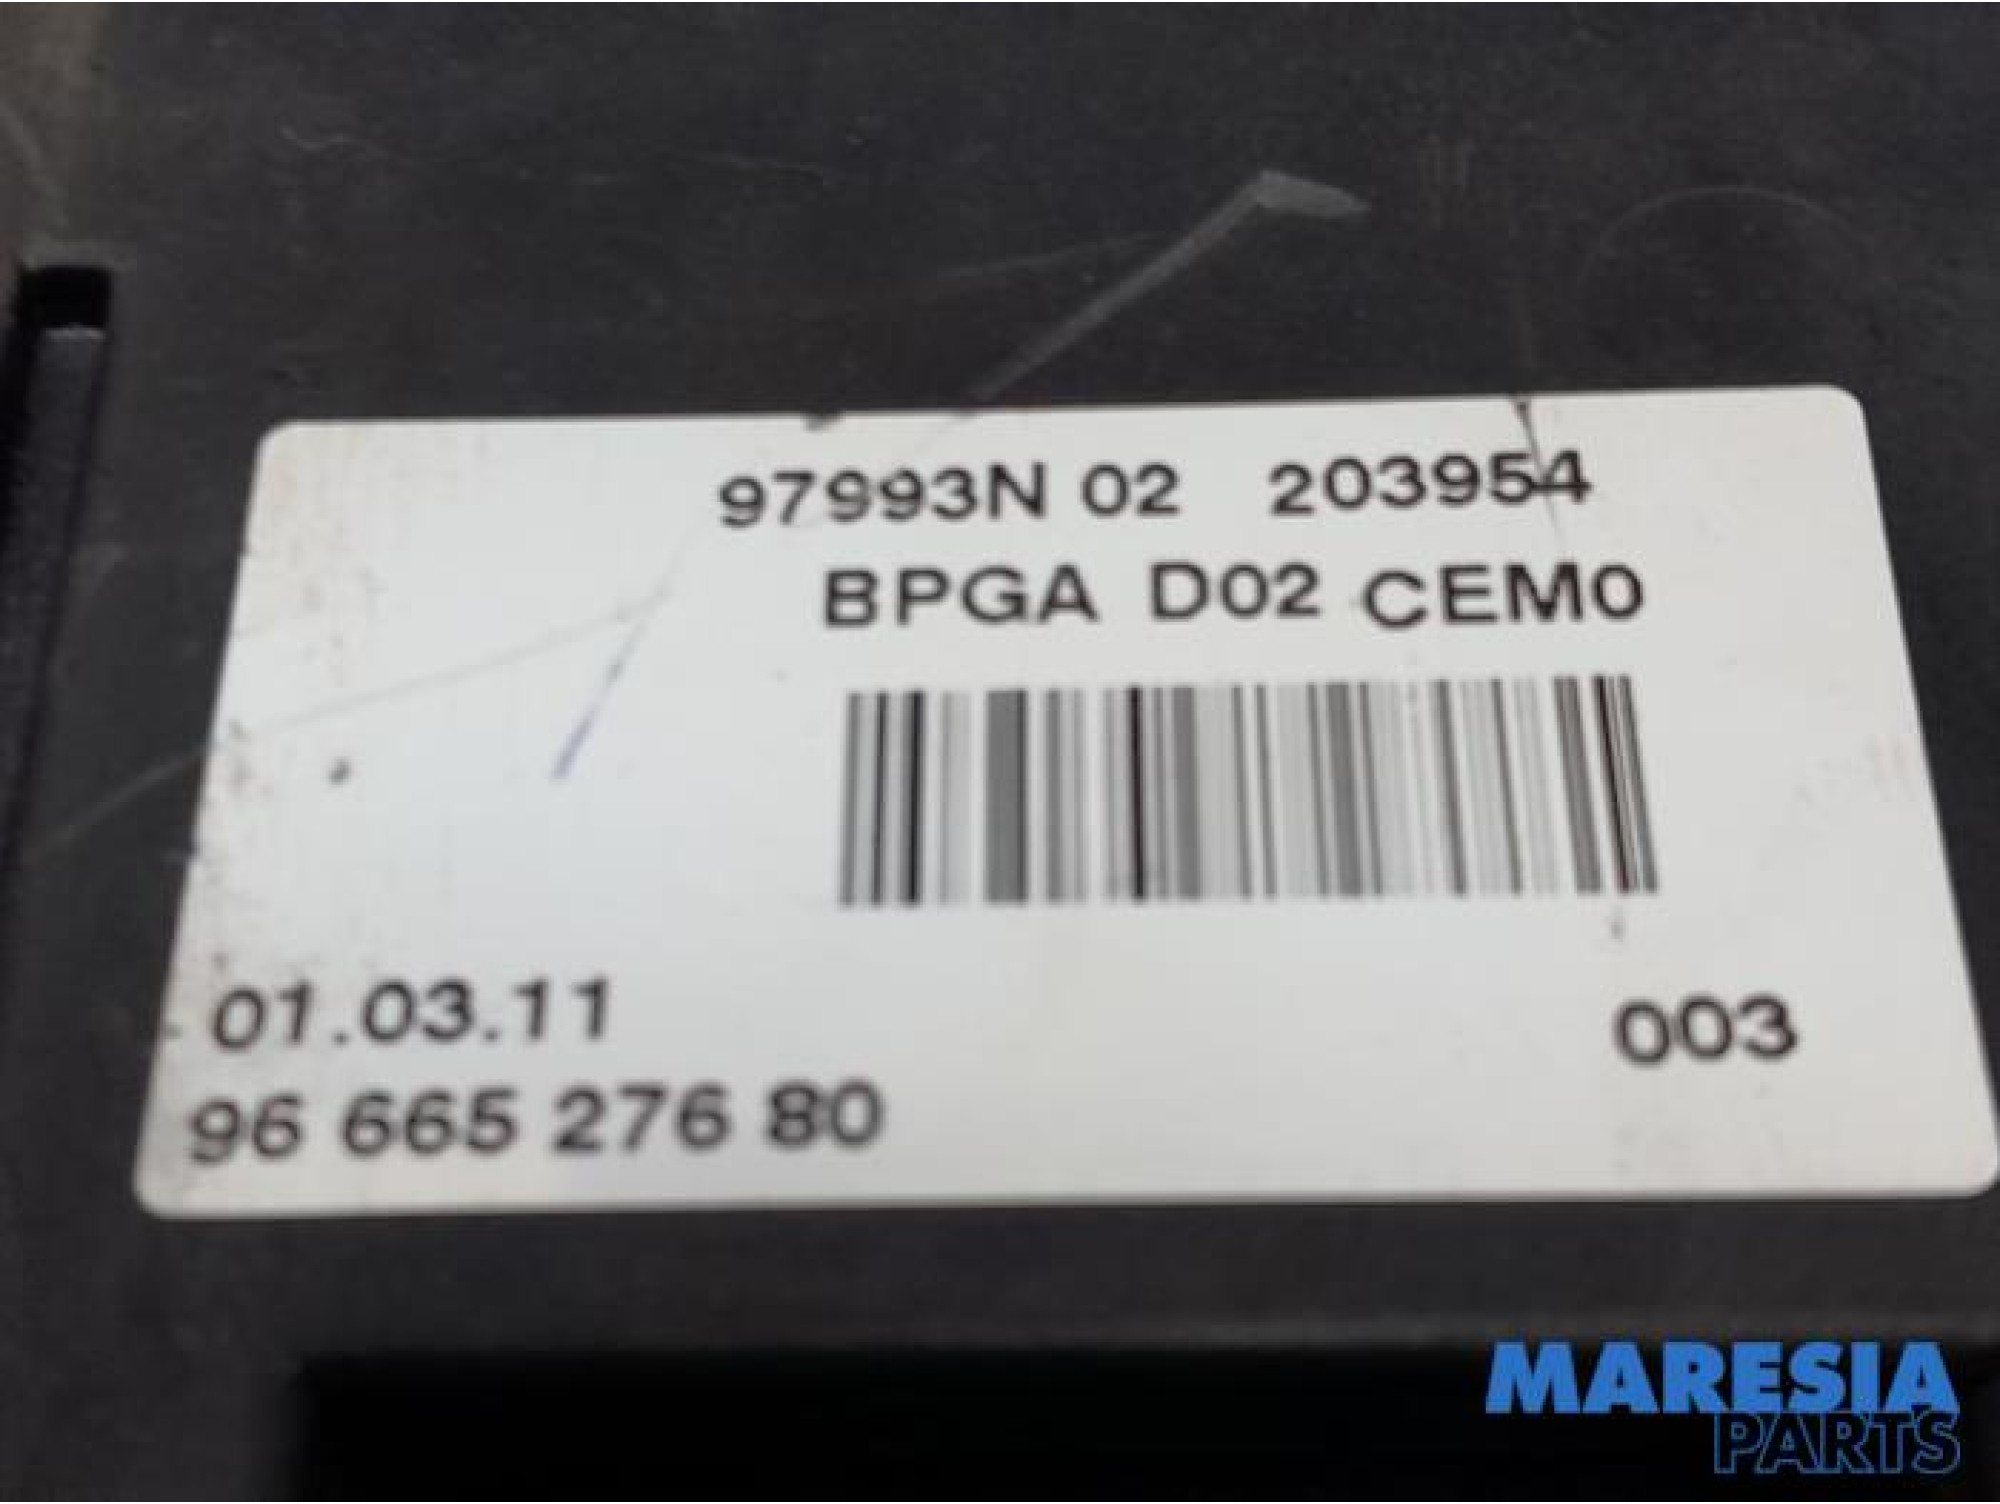 97993N 02 203954
BPGA D02 CEM0
01.03.11
003
96 665 276 80
MARESIA
PARTS